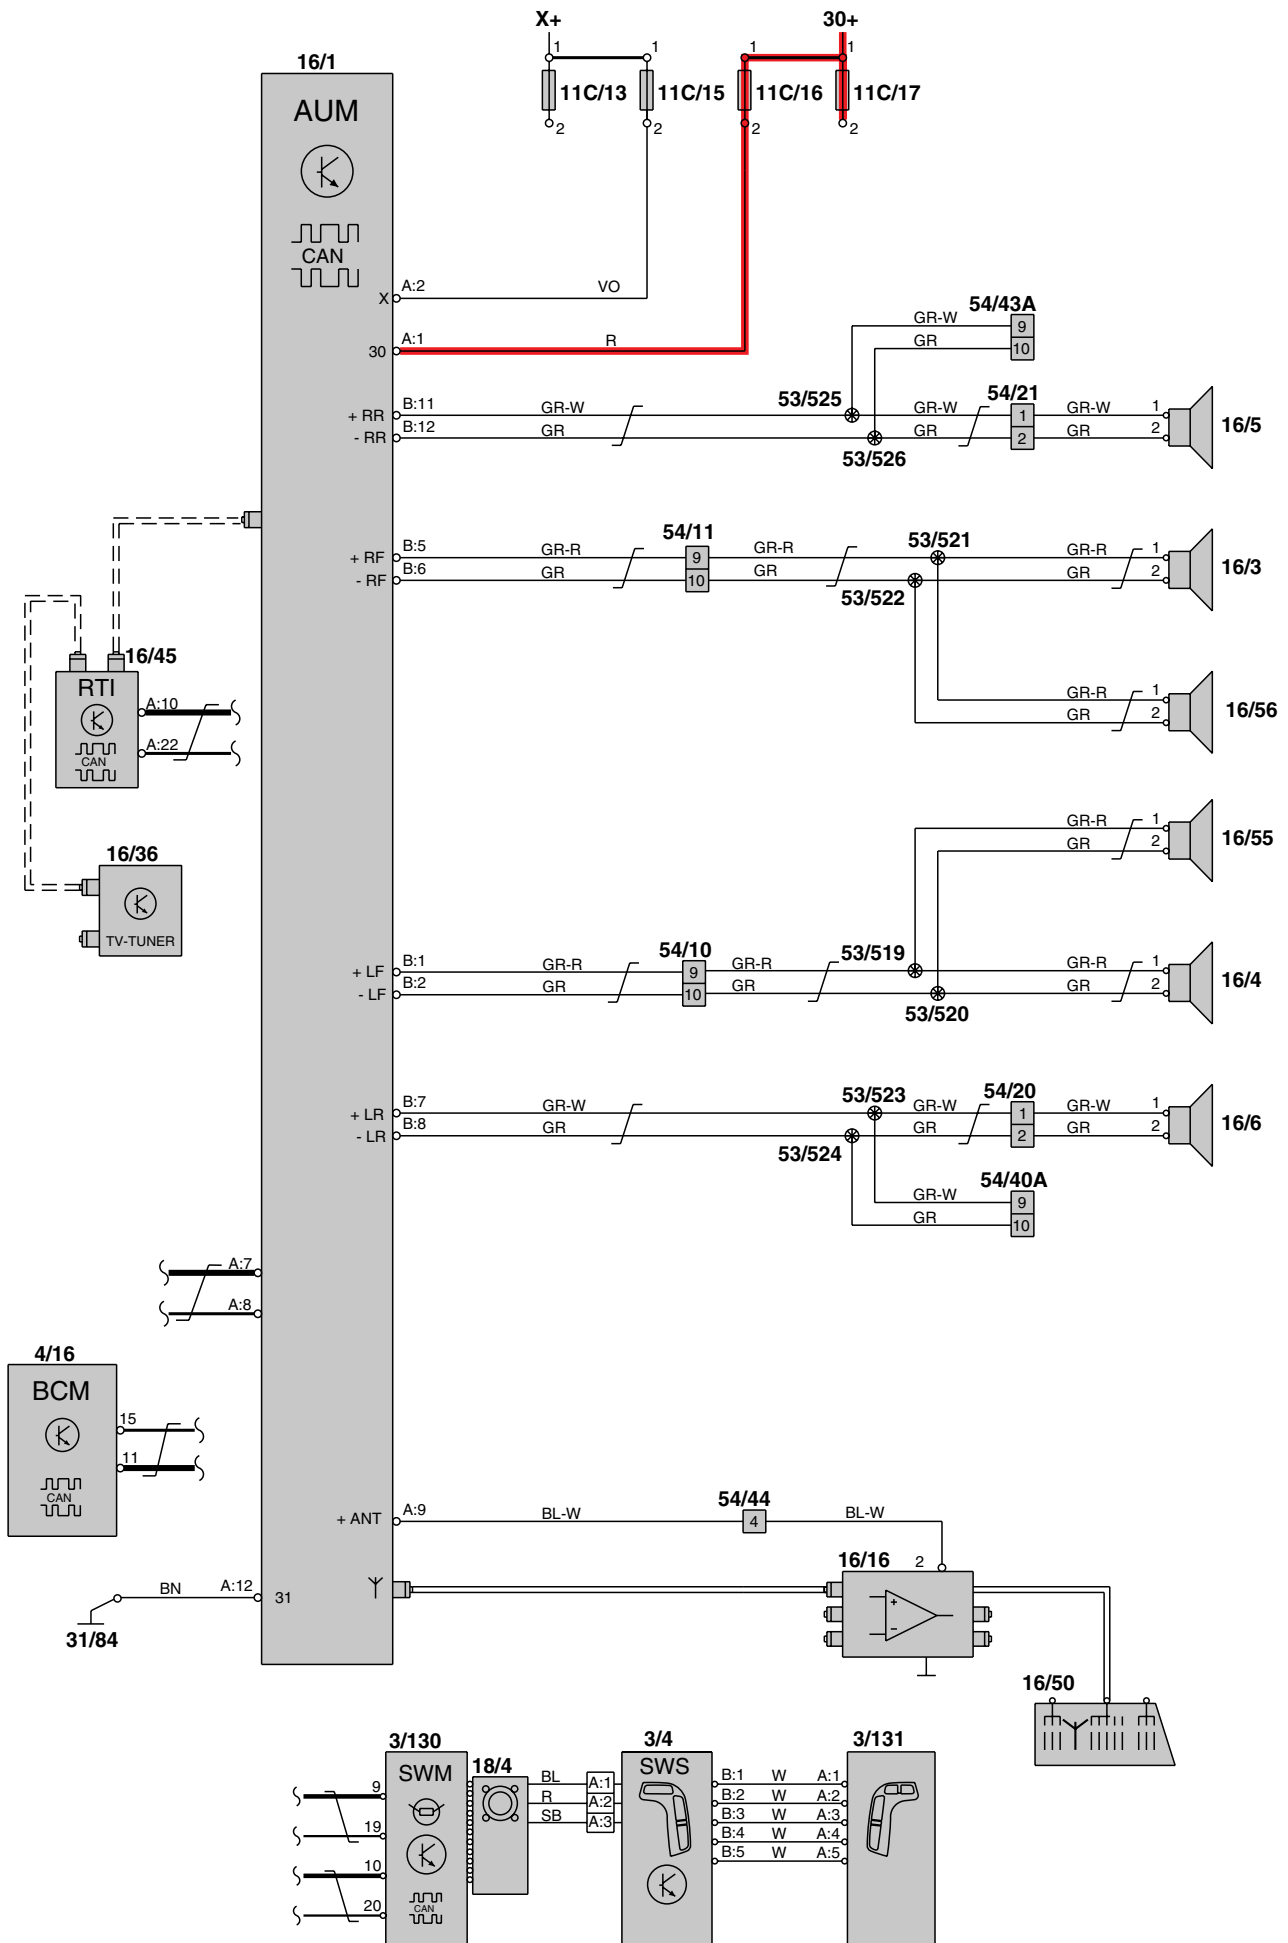 X+
30+
1
1
1
1
16/1
11C/13
11C/15
11C/16
11C/17
2
2
2
2
AUM
CAN
X
A:2
VO
30
A:1
R
54/43A
GR-W
9
GR
10
+ RR
B:11
GR-W
53/525
GR-W
54/21
1
GR-W
1
16/5
- RR
B:12
GR
53/526
GR
2
GR
2
54/11
53/521
+ RF
B:5
GR-R
9
GR-R
GR-R
1
16/3
- RF
B:6
GR
10
GR
53/522
GR
2
16/45
RTI
CAN
A:10
A:22
GR-R
1
16/56
GR
2
GR-R
1
16/55
GR
2
16/36
TV-TUNER
54/10
53/519
+ LF
B:1
GR-R
9
GR-R
GR-R
1
16/4
- LF
B:2
GR
10
GR
53/520
GR
2
53/523
54/20
+ LR
B:7
GR-W
GR-W
1
GR-W
1
16/6
- LR
B:8
GR
53/524
GR
2
GR
2
54/40A
GR-W
9
GR
10
A:7
A:8
4/16
BCM
CAN
15
11
+ ANT
A:9
BL-W
54/44
4
BL-W
16/16
2
+
−
BN
A:12
31
31/84
16/50
3/130
SWM
CAN
9
19
10
20
18/4
BL
A:1
R
A:2
SB
A:3
3/4
SWS
B:1
W
A:1
B:2
W
A:2
B:3
W
A:3
B:4
W
A:4
B:5
W
A:5
3/131